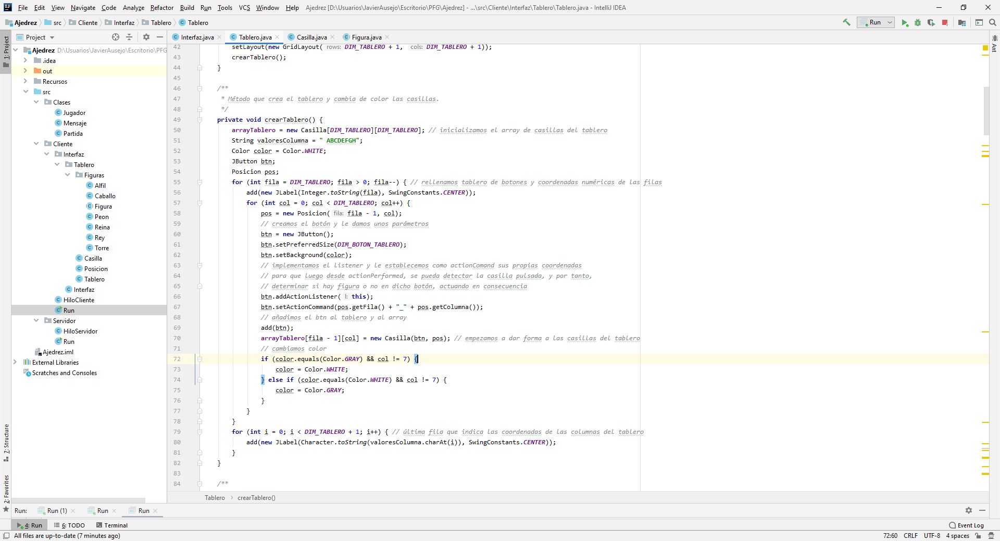 File Edit View Navigate Code Analyze Refactor Build Run Tools VCS Window Help Ajedrez [D:\Usuarios\JavierAusejo\Escritorio\PFG\Ajedrez] - ...\src\Cliente\Interfaz\Tablero\Tablero.java - IntelliJ IDEA
Ajedrez src Cliente Interfaz Tablero Tablero Run
Project Interfaz.java Tablero.java Casilla.java Figura.java
1: Project
Ant
Ajedrez D:\Usuarios\JavierAusejo\Escritorio\PFG
.idea
out
Recursos
src
Clases
Jugador
Mensaje
Partida
Cliente
Interfaz
Tablero
Figuras
Alfil
Caballo
Figura
Peon
Reina
Rey
Torre
Casilla
Posicion
Tablero
Interfaz
HiloCliente
Run
Servidor
HiloServidor
Run
Ajedrez.iml
External Libraries
Scratches and Consoles
7: Structure
2: Favorites
42 setLayout(new GridLayout( rows: DIM_TABLERO + 1, cols: DIM_TABLERO + 1));
43 crearTablero();
44 }
45
46 /**
47 * Método que crea el tablero y cambia de color las casillas.
48 */
49 private void crearTablero() {
50 arrayTablero = new Casilla[DIM_TABLERO][DIM_TABLERO]; // inicializamos el array de casillas del tablero
51 String valoresColumna = " ABCDEFGH";
52 Color color = Color.WHITE;
53 JButton btn;
54 Posicion pos;
55 for (int fila = DIM_TABLERO; fila > 0; fila--) { // rellenamos tablero de botones y coordenadas numéricas de las filas
56 add(new JLabel(Integer.toString(fila), SwingConstants.CENTER));
57 for (int col = 0; col < DIM_TABLERO; col++) {
58 pos = new Posicion( fila: fila - 1, col);
59 // creamos el botón y le damos unos parámetros
60 btn = new JButton();
61 btn.setPreferredSize(DIM_BOTON_TABLERO);
62 btn.setBackground(color);
63 // implementamos el listener y le establecemos como actionComand sus propias coordenadas
64 // para que luego desde actionPerformed, se pueda detectar la casilla pulsada, y por tanto,
65 // determinar si hay figura o no en dicho botón, actuando en consecuencia
66 btn.addActionListener( l: this);
67 btn.setActionCommand(pos.getFila() + "_" + pos.getColumna());
68 // añadimos el btn al tablero y al array
69 add(btn);
70 arrayTablero[fila - 1][col] = new Casilla(btn, pos); // empezamos a dar forma a las casillas del tablero
71 // cambiamos color
72 if (color.equals(Color.GRAY) && col != 7) {
73 color = Color.WHITE;
74 } else if (color.equals(Color.WHITE) && col != 7) {
75 color = Color.GRAY;
76 }
77 }
78 }
79 for (int i = 0; i < DIM_TABLERO + 1; i++) { // última fila que indica las coordenadas de las columnas del tablero
80 add(new JLabel(Character.toString(valoresColumna.charAt(i)), SwingConstants.CENTER));
81 }
82 }
83
84 /**
Tablero > crearTablero()
Run: Run (1) Run Run
4: Run 6: TODO Terminal Event Log
All files are up-to-date (7 minutes ago) 72:60 CRLF UTF-8 4 spaces